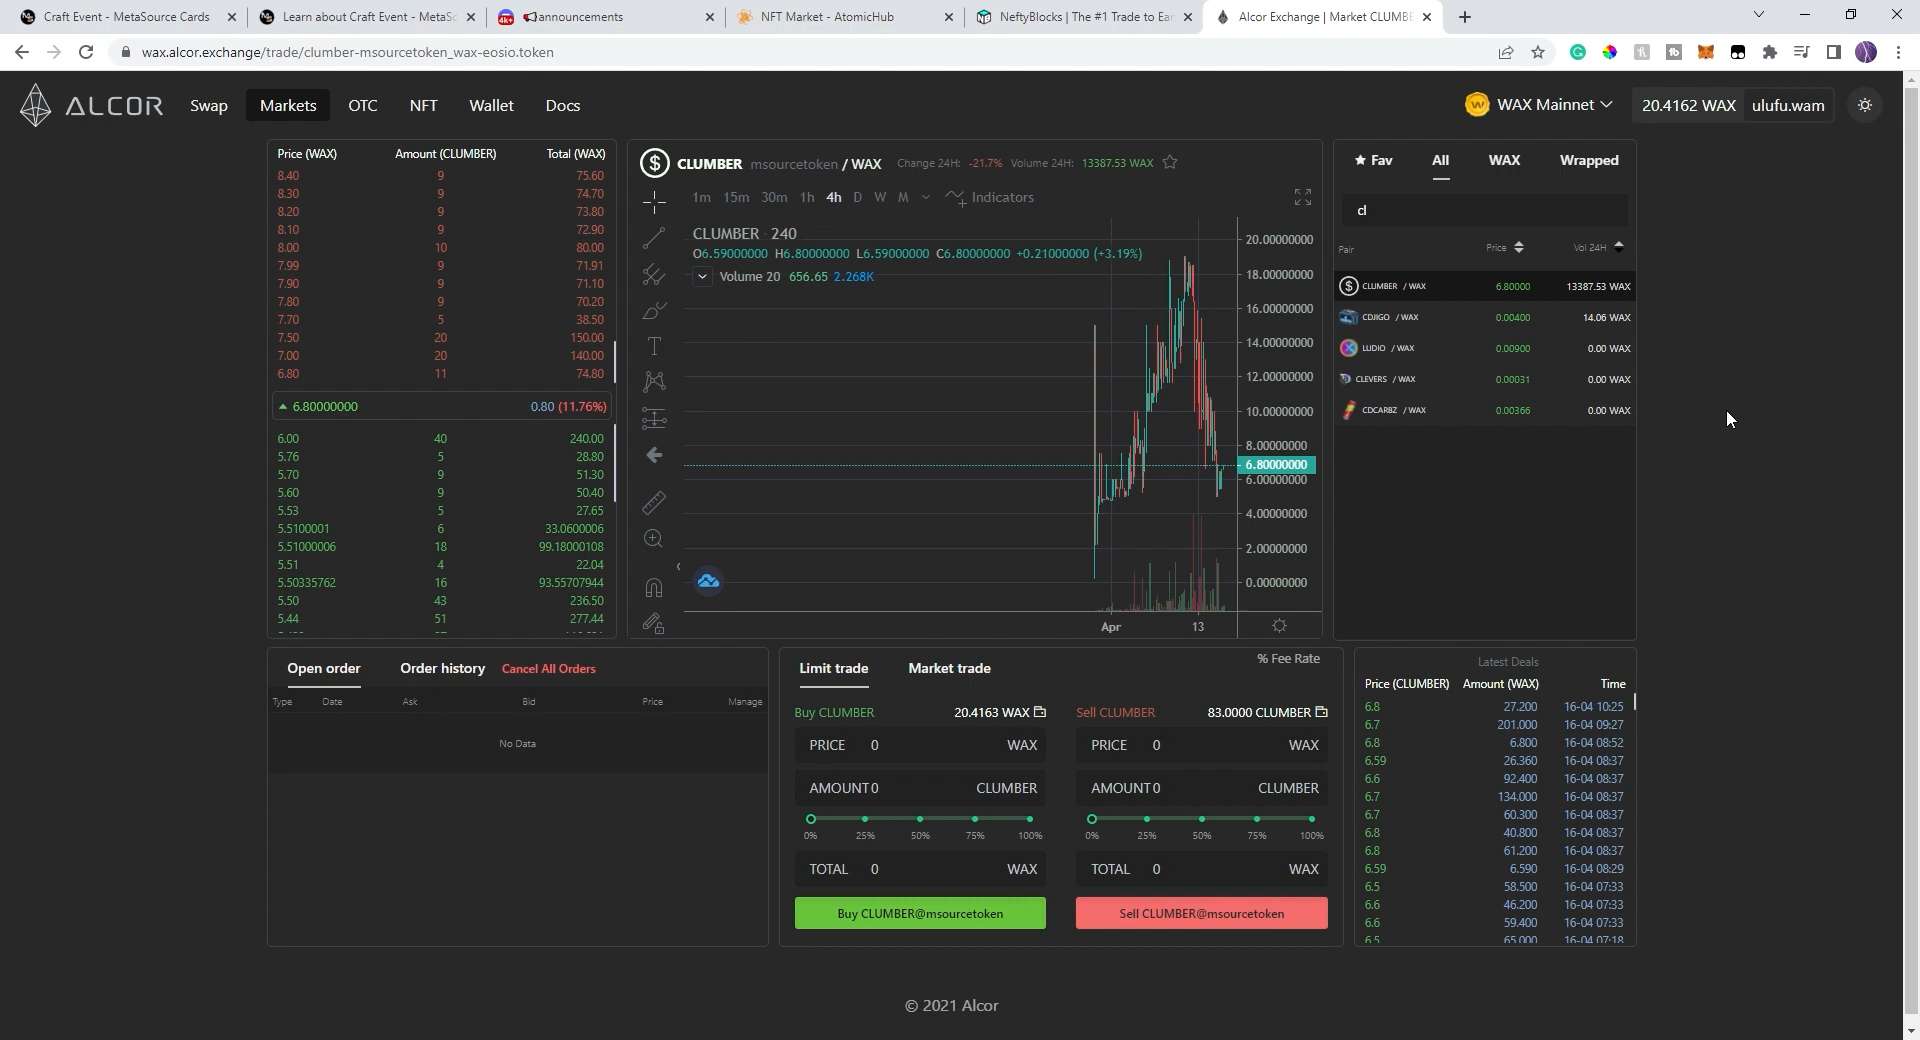 Craft Event - MetaSource Cards
Learn about Craft Event - MetaSc
4k+ announcements
NFT Market - AtomicHub
NeftyBlocks | The #1 Trade to Ear
Alcor Exchange | Market CLUMBE
wax.alcor.exchange/trade/clumber-msourcetoken_wax-eosio.token
ALCOR Swap Markets OTC NFT Wallet Docs
WAX Mainnet 20.4162 WAX ulufu.wam
Price (WAX) Amount (CLUMBER) Total (WAX)
8.40 9 75.60
8.30 9 74.70
8.20 9 73.80
8.10 9 72.90
8.00 10 80.00
7.99 9 71.91
7.90 9 71.10
7.80 9 70.20
7.70 5 38.50
7.50 20 150.00
7.00 20 140.00
6.80 11 74.80
6.80000000 0.80 (11.76%)
6.00 40 240.00
5.76 5 28.80
5.70 9 51.30
5.60 9 50.40
5.53 5 27.65
5.5100001 6 33.0600006
5.51000006 18 99.18000108
5.51 4 22.04
5.50335762 16 93.55707944
5.50 43 236.50
5.44 51 277.44
CLUMBER msourcetoken / WAX Change 24H: -21.7% Volume 24H: 13387.53 WAX
1m 15m 30m 1h 4h D W M Indicators
CLUMBER 240
O6.59000000 H6.80000000 L6.59000000 C6.80000000 +0.21000000 (+3.19%)
Volume 20 656.65 2.268K
20.00000000
18.00000000
16.00000000
14.00000000
12.00000000
10.00000000
8.00000000
6.80000000
6.00000000
4.00000000
2.00000000
0.00000000
Apr 13
Fav All WAX Wrapped
cl
Pair Price Vol 24H
CLUMBER / WAX 6.80000 13387.53 WAX
CDJIGO / WAX 0.00400 14.06 WAX
LUDIO / WAX 0.00900 0.00 WAX
CLEVERS / WAX 0.00031 0.00 WAX
CDCARBZ / WAX 0.00366 0.00 WAX
Open order Order history Cancel All Orders
Type Date Ask Bid Price Manage
No Data
Limit trade Market trade % Fee Rate
Buy CLUMBER 20.4163 WAX
PRICE 0 WAX
AMOUNT 0 CLUMBER
0% 25% 50% 75% 100%
TOTAL 0 WAX
Buy CLUMBER@msourcetoken
Sell CLUMBER 83.0000 CLUMBER
PRICE 0 WAX
AMOUNT 0 CLUMBER
0% 25% 50% 75% 100%
TOTAL 0 WAX
Sell CLUMBER@msourcetoken
Latest Deals
Price (CLUMBER) Amount (WAX) Time
6.8 27.200 16-04 10:25
6.7 201.000 16-04 09:27
6.8 6.800 16-04 08:52
6.59 26.360 16-04 08:37
6.6 92.400 16-04 08:37
6.7 134.000 16-04 08:37
6.7 60.300 16-04 08:37
6.8 40.800 16-04 08:37
6.8 61.200 16-04 08:37
6.59 6.590 16-04 08:29
6.5 58.500 16-04 07:33
6.6 46.200 16-04 07:33
6.6 59.400 16-04 07:33
6.5 65.000 16-04 07:18
© 2021 Alcor